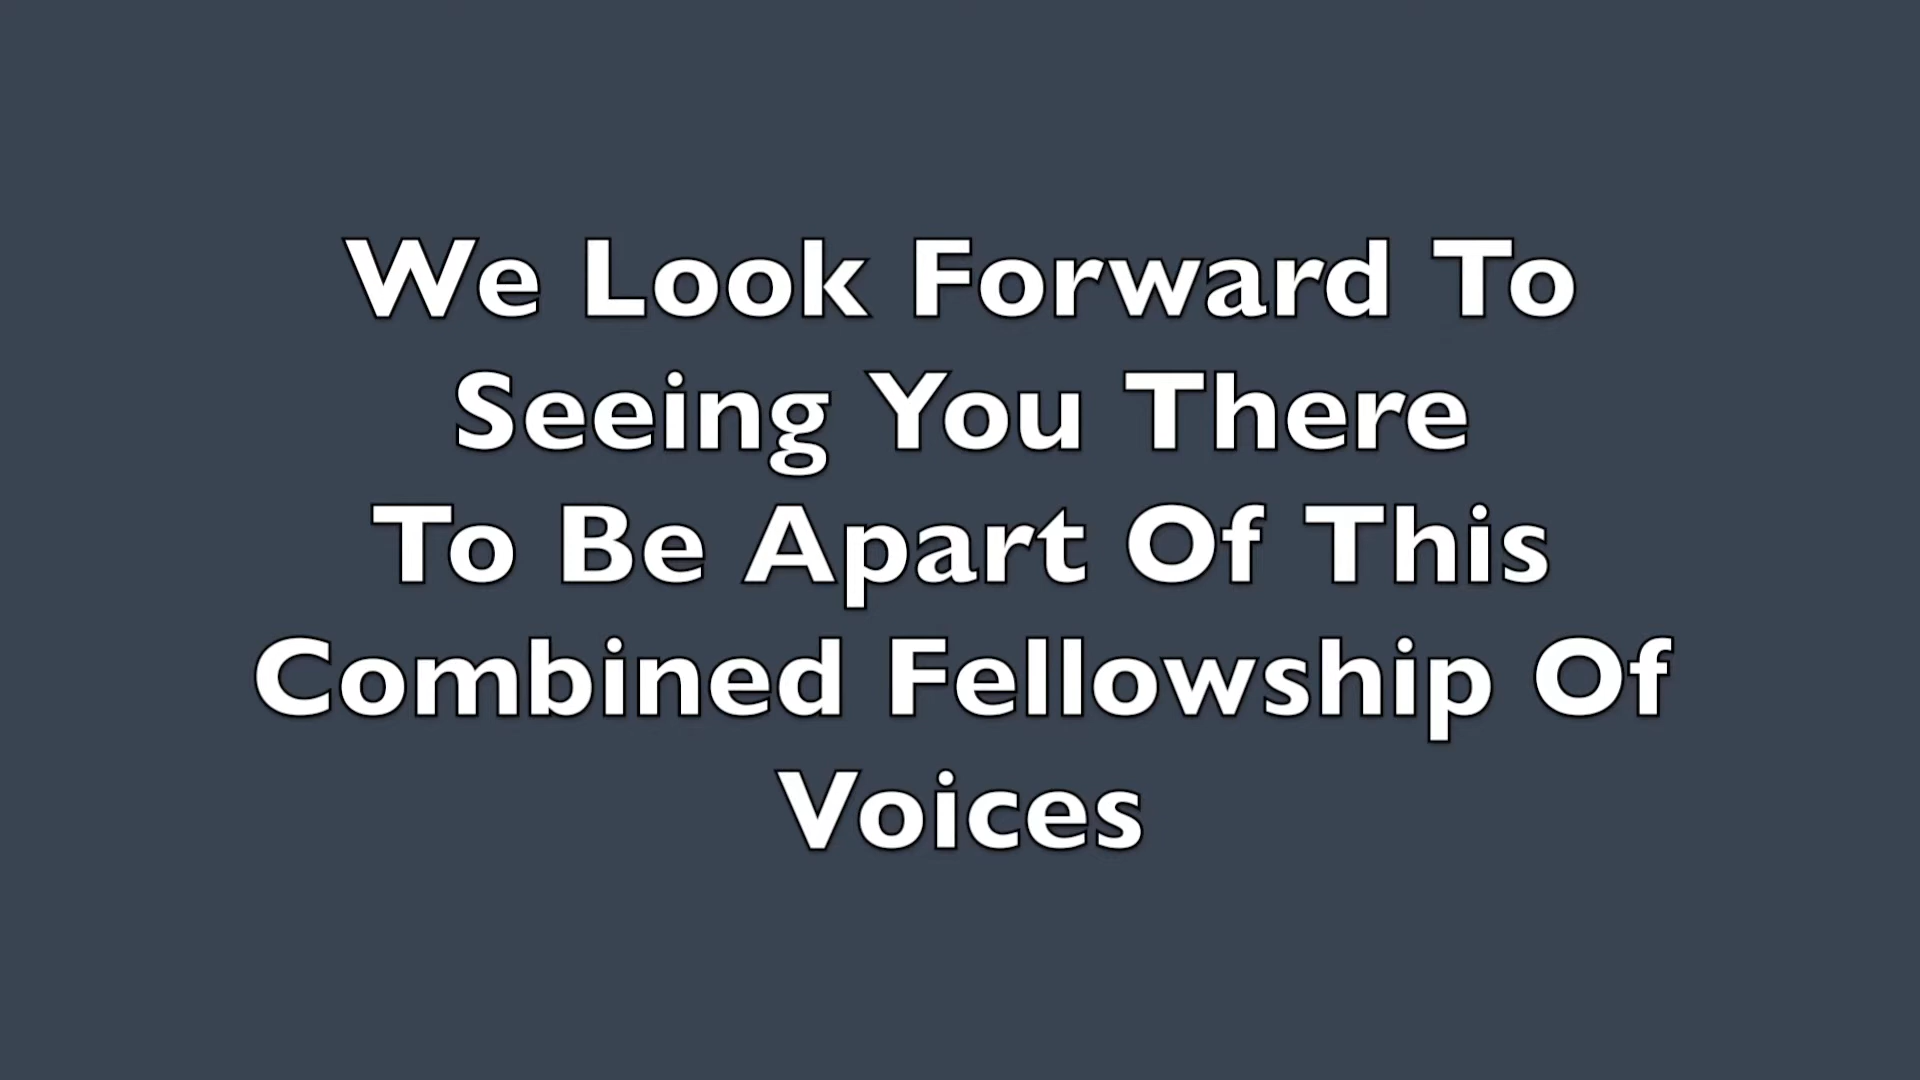 We Look Forward To
Seeing You There
To Be Apart Of This
Combined Fellowship Of
Voices